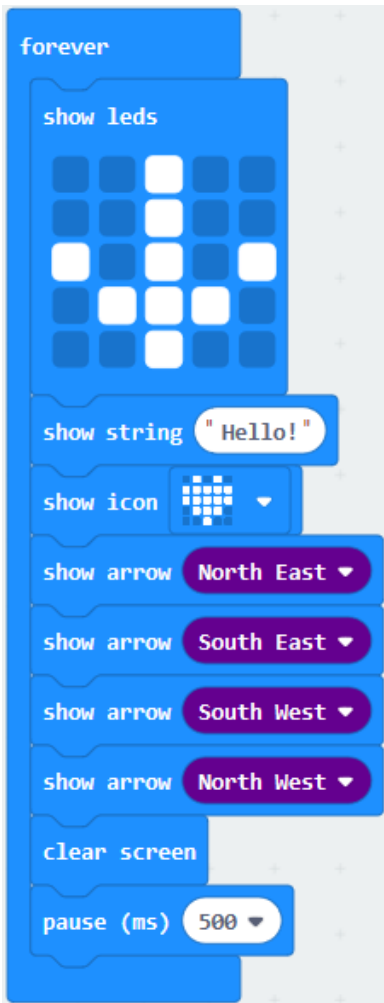 forever
show leds
show string "Hello!"
show icon
show arrow North East
show arrow South East
show arrow South West
show arrow North West
clear screen
pause (ms) 500